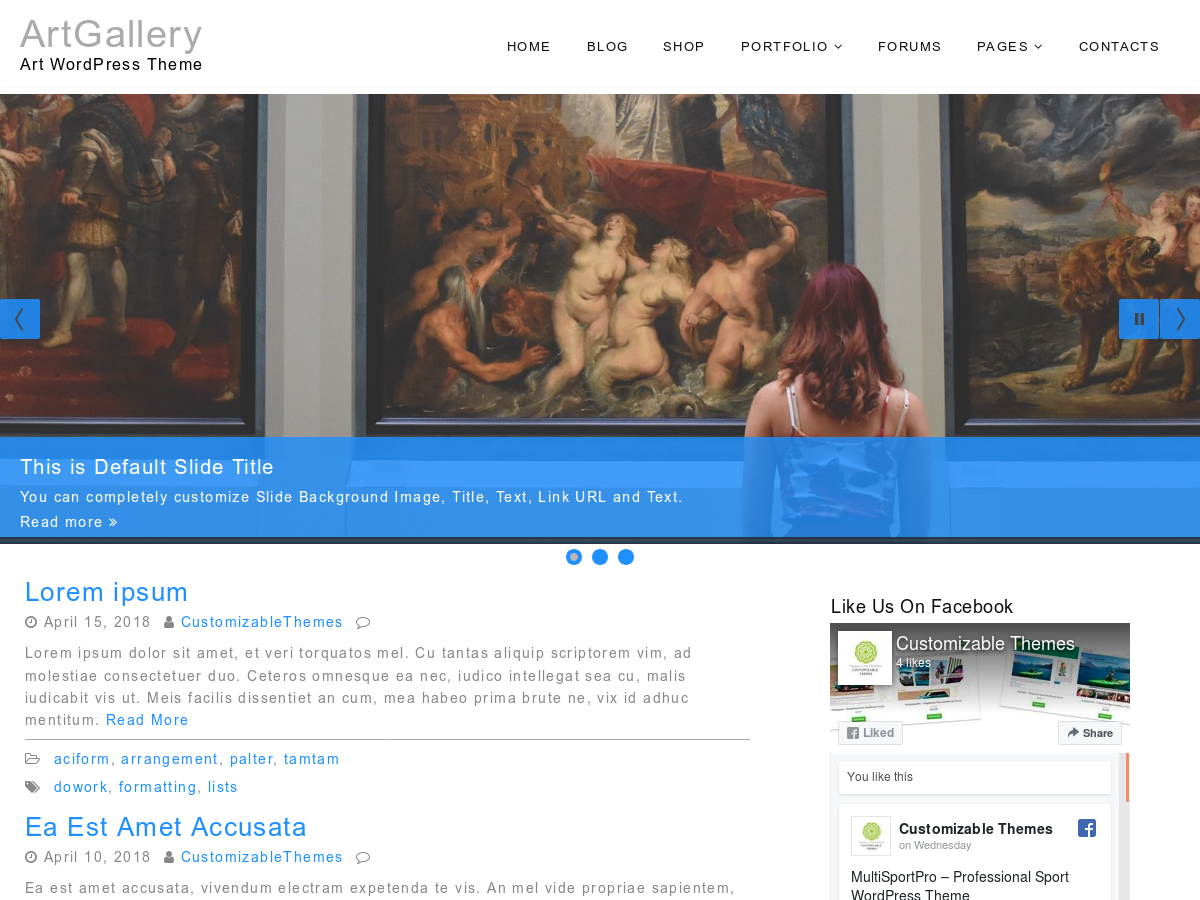 ArtGallery
Art WordPress Theme
HOME BLOG SHOP PORTFOLIO FORUMS PAGES CONTACTS
This is Default Slide Title
You can completely customize Slide Background Image, Title, Text, Link URL and Text.
Read more »
Lorem ipsum
April 15, 2018 CustomizableThemes
Lorem ipsum dolor sit amet, et veri torquatos mel. Cu tantas aliquip scriptorem vim, ad
molestiae consectetuer duo. Ceteros omnesque ea nec, iudico intellegat sea cu, malis
iudicabit vis ut. Meis facilis dissentiet an cum, mea habeo prima brute ne, vix id adhuc
mentitum. Read More
aciform, arrangement, palter, tamtam
dowork, formatting, lists
Ea Est Amet Accusata
April 10, 2018 CustomizableThemes
Ea est amet accusata, vivendum electram expetenda te vis. An mel vide propriae sapientem,
Like Us On Facebook
Customizable Themes
4 likes
Liked
Share
You like this
Customizable Themes
on Wednesday
MultiSportPro – Professional Sport
WordPress Theme